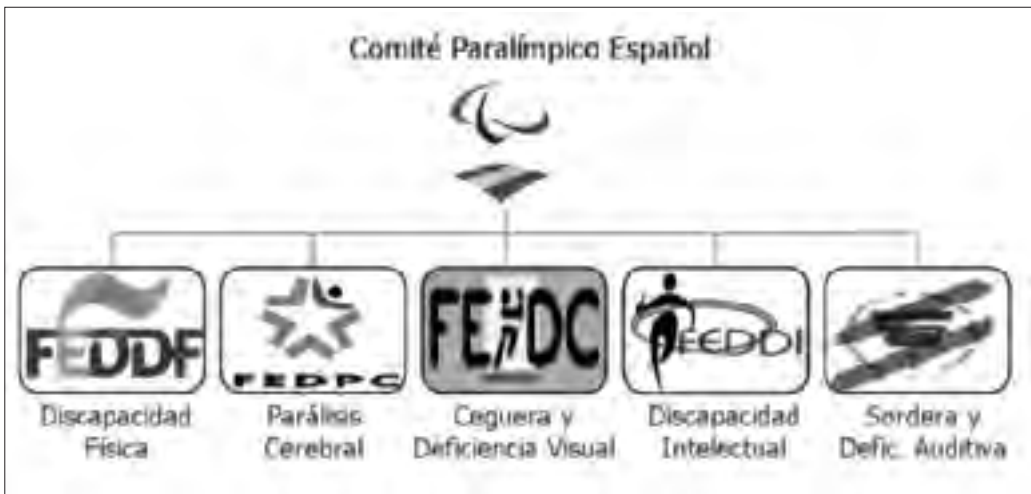 Comité Paralímpico Español
FEDDF
FEDPC
FEDC
FEDDI
Discapacidad
Física
Parálisis
Cerebral
Ceguera y
Deficiencia Visual
Discapacidad
Intelectual
Sordera y
Defic. Auditiva